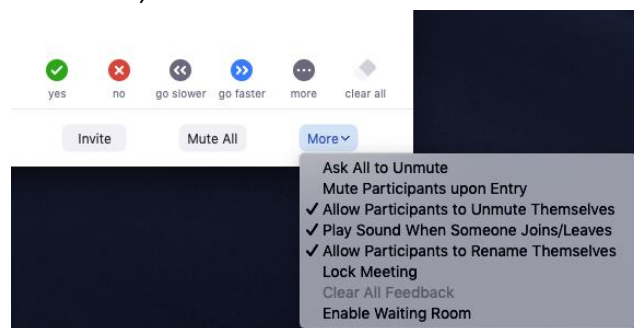 yes no go slower go faster more clear all
Invite Mute All More
Ask All to Unmute
Mute Participants upon Entry
✓ Allow Participants to Unmute Themselves
✓ Play Sound When Someone Joins/Leaves
✓ Allow Participants to Rename Themselves
Lock Meeting
Clear All Feedback
Enable Waiting Room